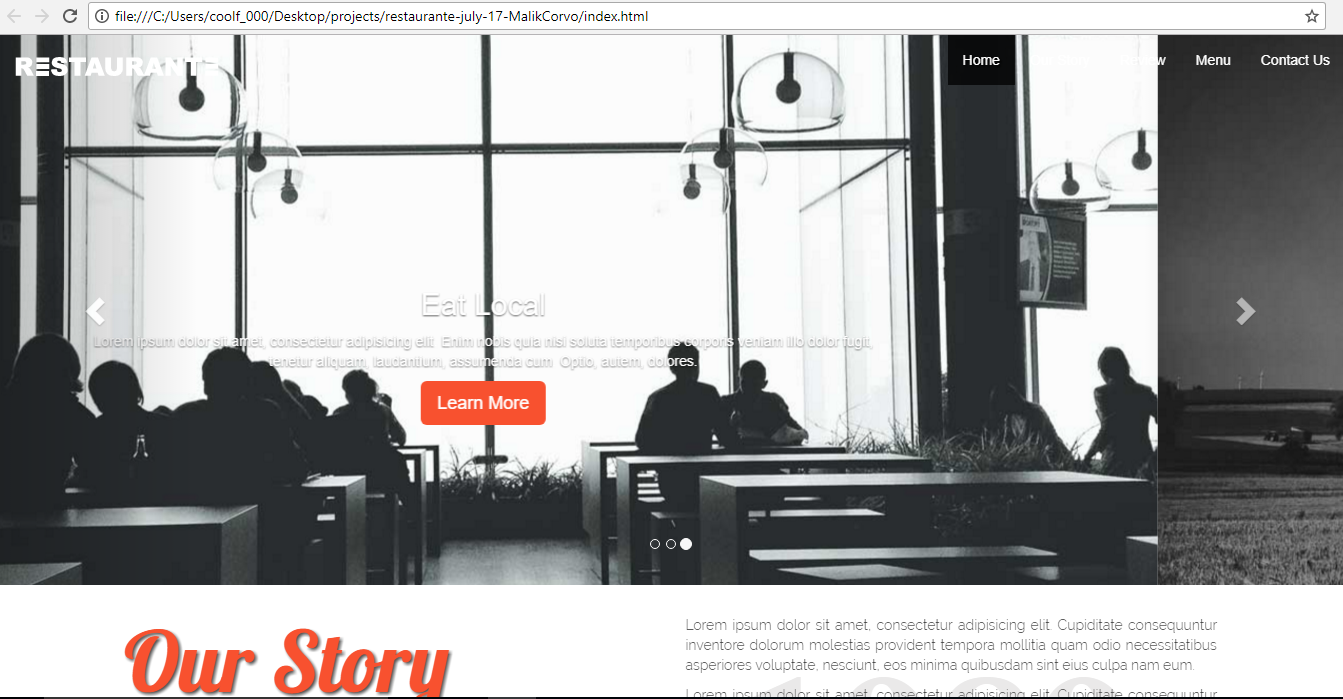 file:///C:/Users/coolf_000/Desktop/projects/restaurante-july-17-MalikCorvo/index.html
RESTAURANTE
Home
Menu
Contact Us
Eat Local
Lorem ipsum dolor sit amet, consectetur adipisicing elit. Enim nobis quia nisi soluta temporibus corporis veniam illo dolor fugit,
tenetur aliquam, laudantium, assumenda cum. Optio, autem, dolores.
Learn More
Our Story
Lorem ipsum dolor sit amet, consectetur adipisicing elit. Cupiditate consequuntur
inventore dolorum molestias provident tempora mollitia quam odio necessitatibus
asperiores voluptate, nesciunt, eos minima quibusdam sint eius culpa nam eum.
Lorem ipsum dolor sit amet, consectetur adipisicing elit. Cupiditate consequuntur